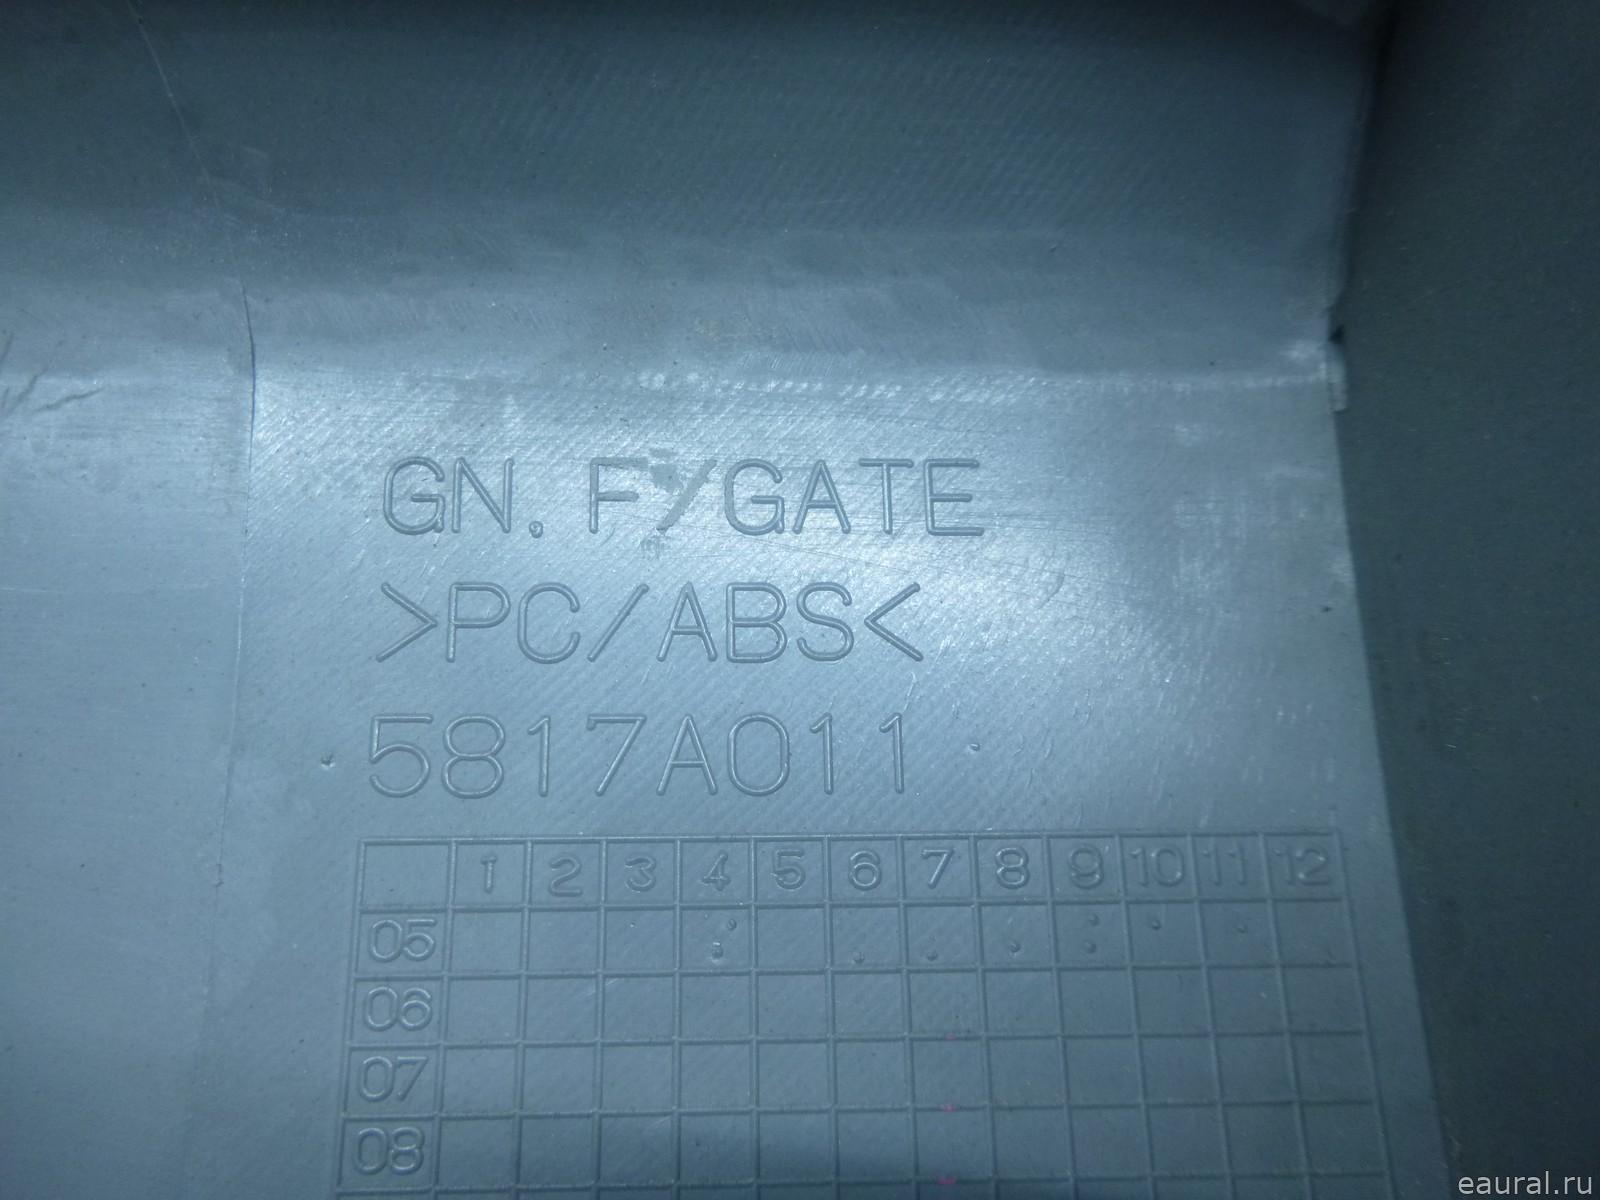 GN. F/GATE
>PC/ABS<
5817A011
1 2 3 4 5 6 7 8 9 10 11 12
05
06
07
08
eaural.ru